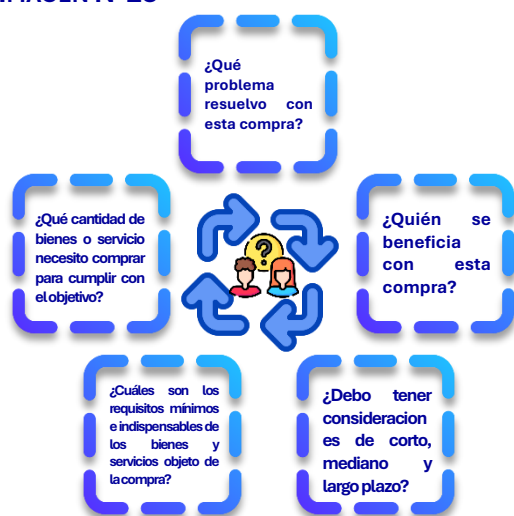 ¿Qué
problema
resuelvo con
esta compra?
¿Qué cantidad de
bienes o servicio
necesito comprar
para cumplir con
el objetivo?
¿Quién se
beneficia
con esta
compra?
¿Cuáles son los
requisitos mínimos
e indispensables de
los bienes y
servicios objeto de
la compra?
¿Debo tener
consideracion
es de corto,
mediano y
largo plazo?